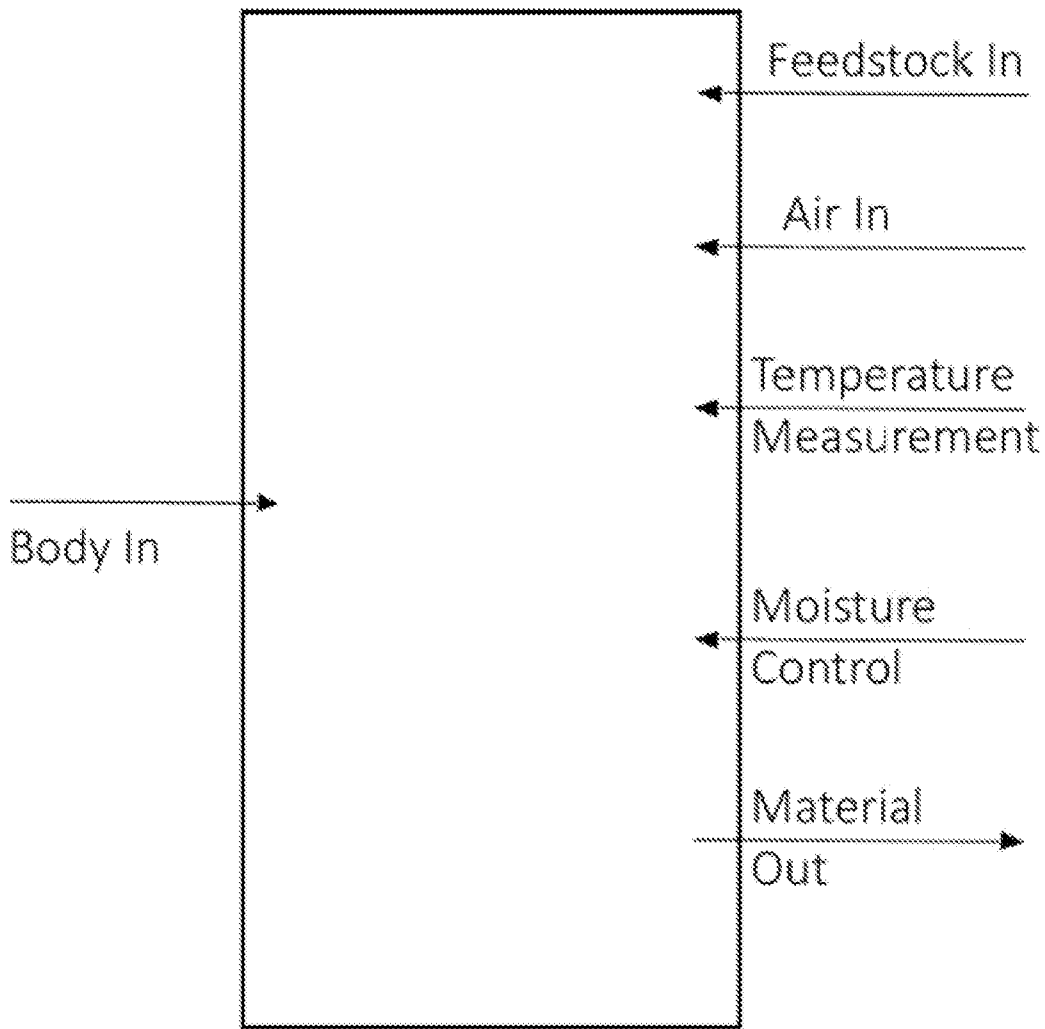 Feedstock In
Air In
Temperature
Measurement
Body In
Moisture
Control
Material
Out